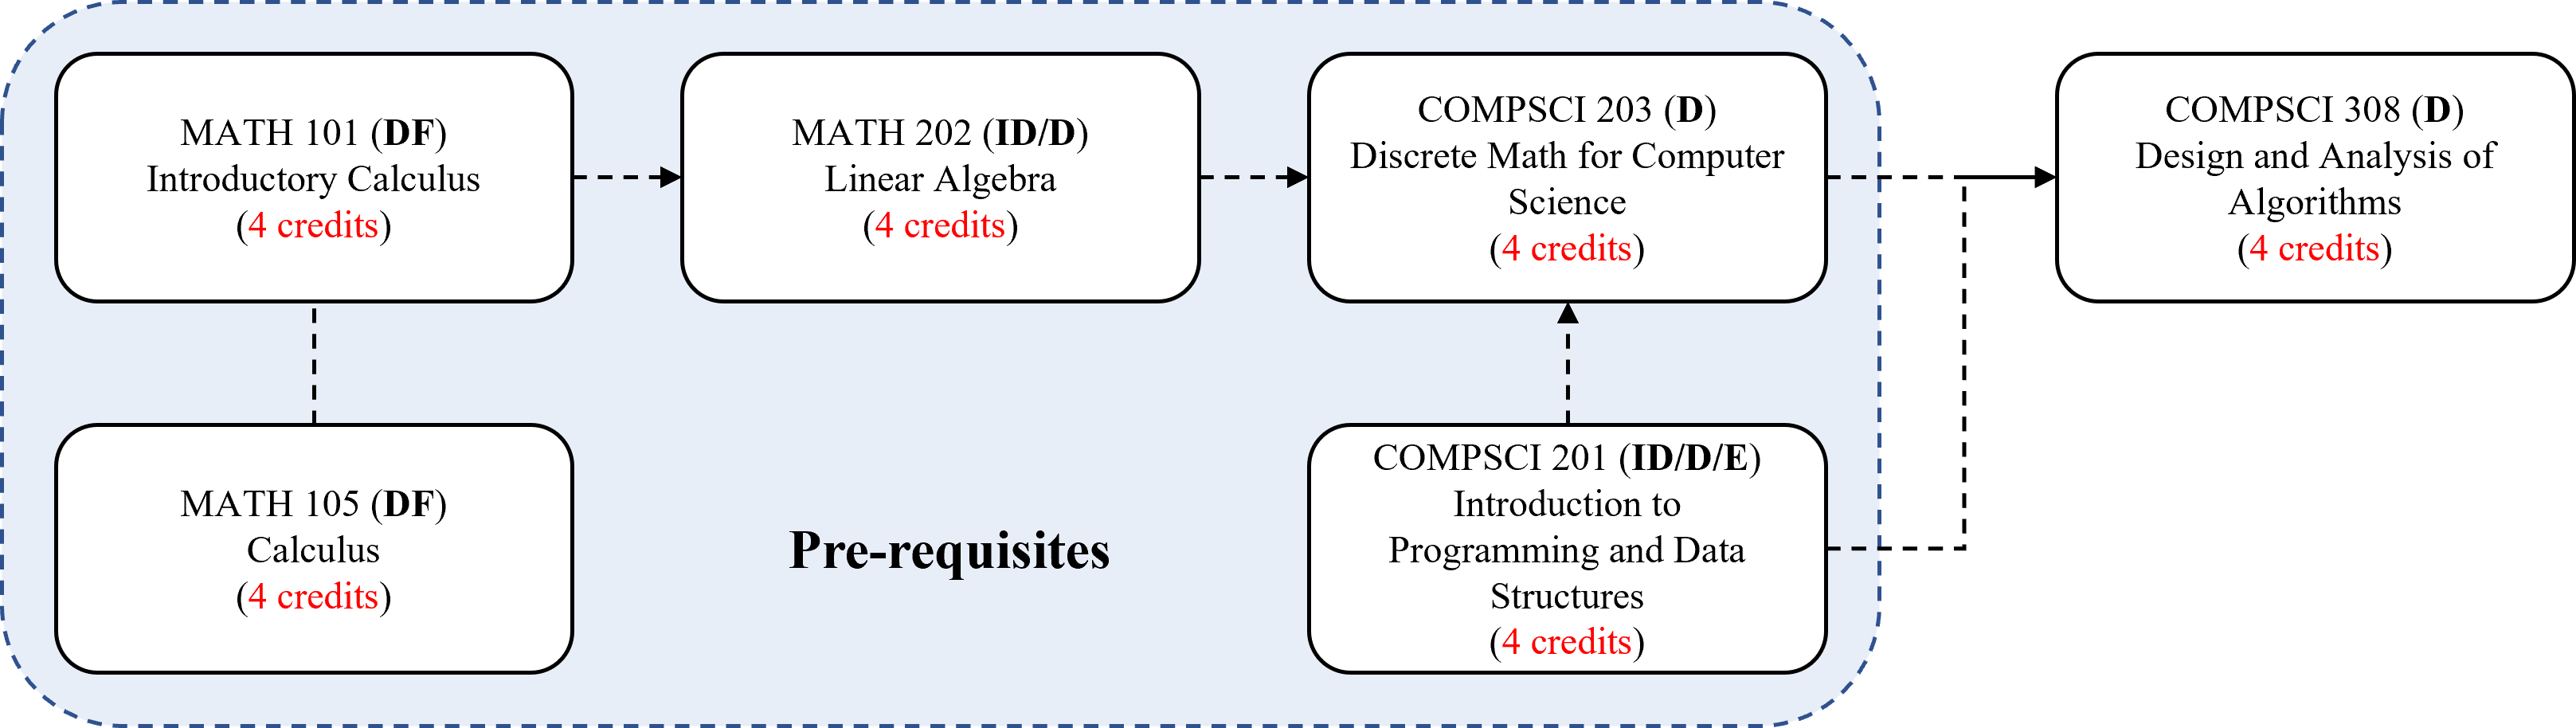 MATH 101 (DF)
Introductory Calculus
(4 credits)
MATH 202 (ID/D)
Linear Algebra
(4 credits)
COMPSCI 203 (D)
Discrete Math for Computer
Science
(4 credits)
COMPSCI 308 (D)
Design and Analysis of
Algorithms
(4 credits)
MATH 105 (DF)
Calculus
(4 credits)
Pre-requisites
COMPSCI 201 (ID/D/E)
Introduction to
Programming and Data
Structures
(4 credits)